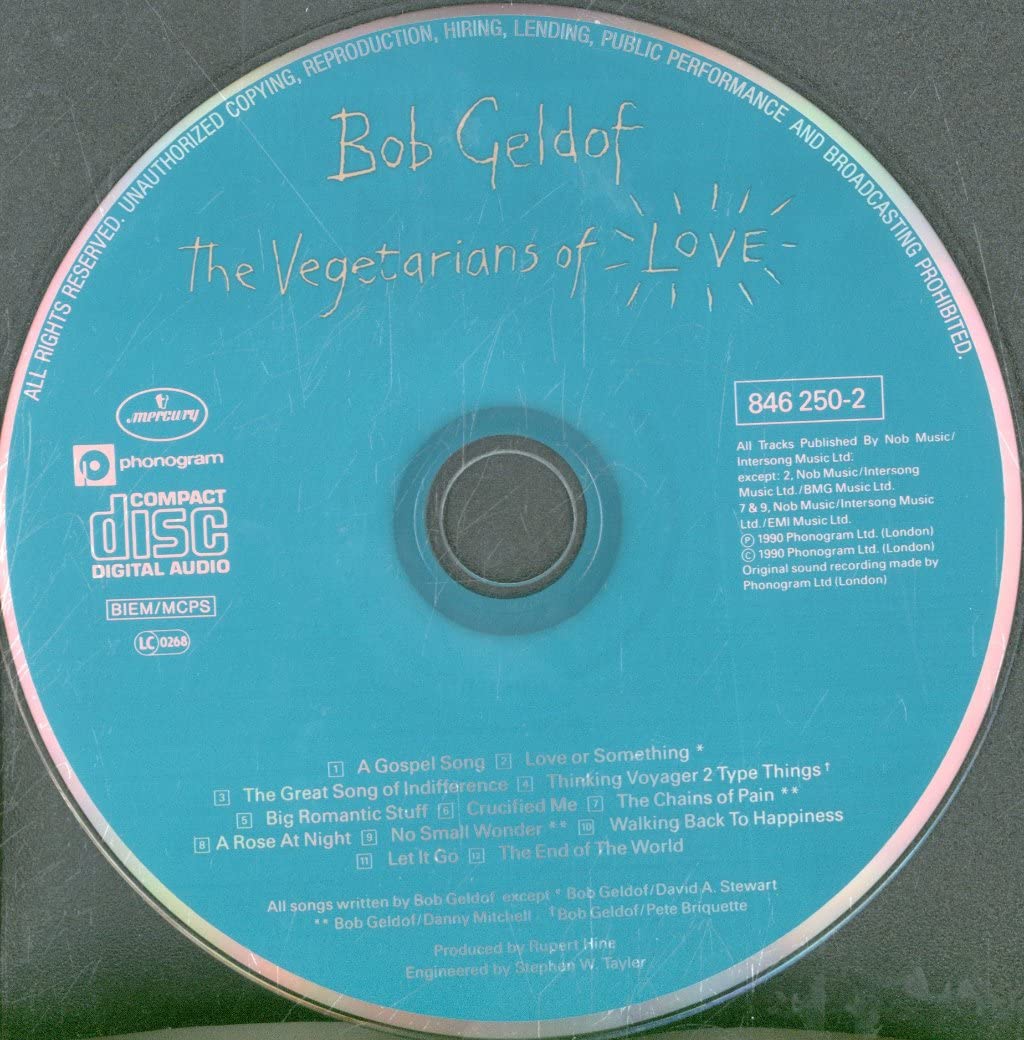 ALL RIGHTS RESERVED. UNAUTHORIZED COPYING, REPRODUCTION, HIRING, LENDING, PUBLIC PERFORMANCE AND BROADCASTING PROHIBITED.
Bob Geldof
The Vegetarians of LOVE
mercury
phonogram
COMPACT
disc
DIGITAL AUDIO
BIEM/MCPS
LC 0268
846 250-2
All Tracks Published By Nob Music/
Intersong Music Ltd.
except: 2, Nob Music/Intersong
Music Ltd./BMG Music Ltd.
7 & 9, Nob Music/Intersong Music
Ltd./EMI Music Ltd.
℗ 1990 Phonogram Ltd. (London)
© 1990 Phonogram Ltd. (London)
Original sound recording made by
Phonogram Ltd (London)
1 A Gospel Song 2 Love or Something *
3 The Great Song of Indifference 4 Thinking Voyager 2 Type Things †
5 Big Romantic Stuff 6 Crucified Me 7 The Chains of Pain **
8 A Rose At Night 9 No Small Wonder ** 10 Walking Back To Happiness
11 Let It Go 12 The End of The World
All songs written by Bob Geldof except * Bob Geldof/David A. Stewart
** Bob Geldof/Danny Mitchell †Bob Geldof/Pete Briquette
Produced by Rupert Hine
Engineered by Stephen W. Tayler